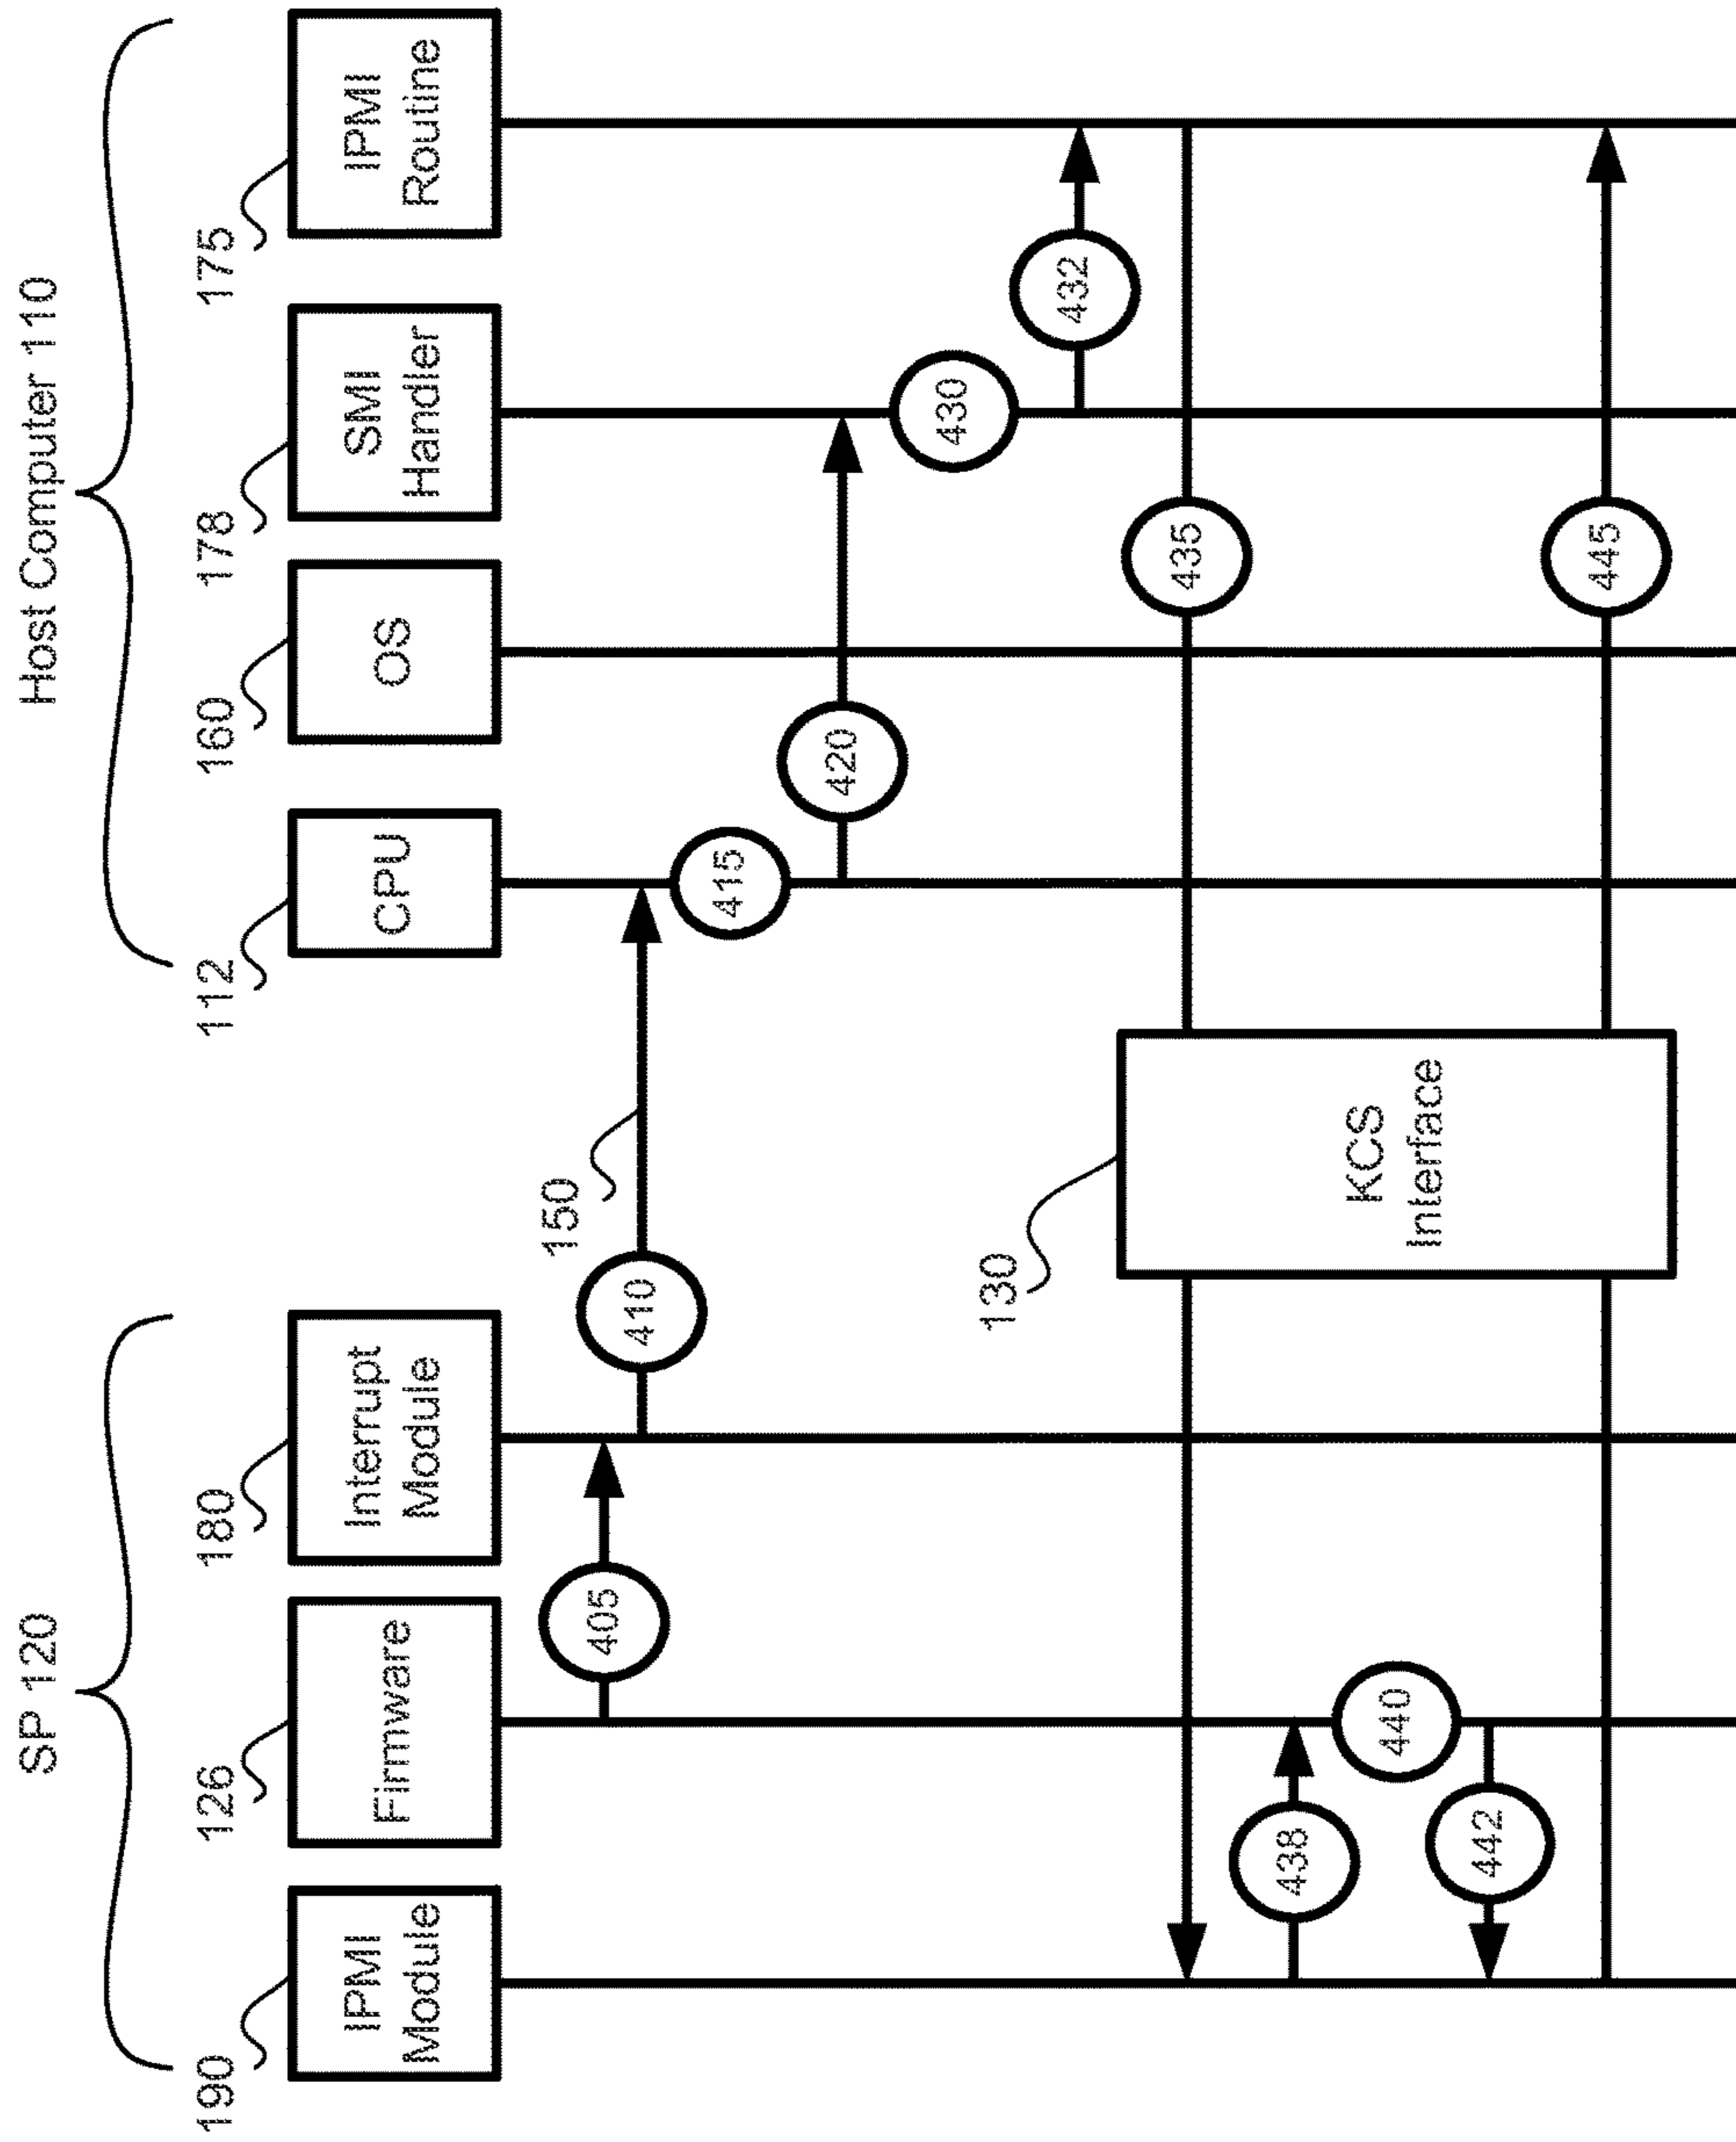 SP 120
Host Computer 110
190
126
180
112
160
178
175
IPMI
Module
Firmware
Interrupt
Module
CPU
OS
SMI
Handler
IPMI
Routine
150
405
410
415
420
430
130
432
435
KCS
Interface
438
440
442
445